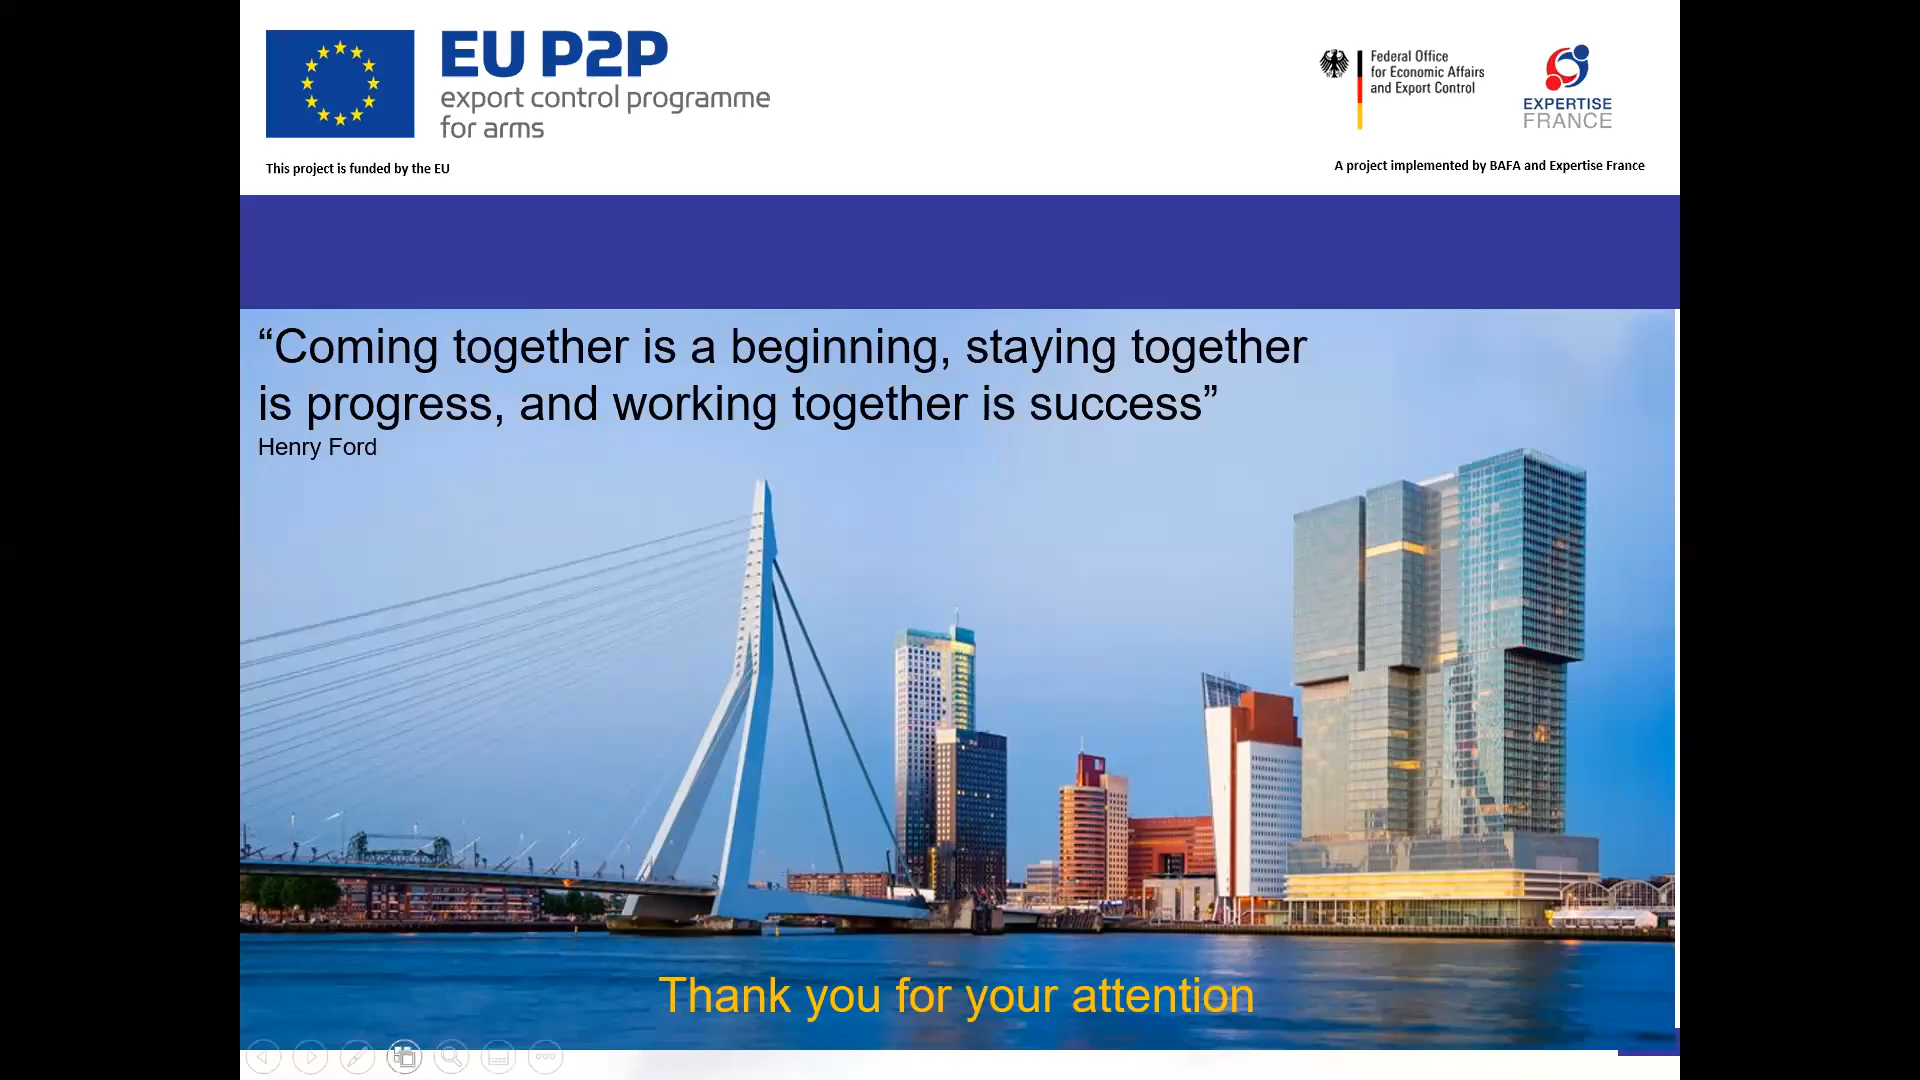 EU P2P
export control programme
for arms
This project is funded by the EU
Federal Office
for Economic Affairs
and Export Control
EXPERTISE
FRANCE
A project implemented by BAFA and Expertise France
“Coming together is a beginning, staying together
is progress, and working together is success”
Henry Ford
Thank you for your attention